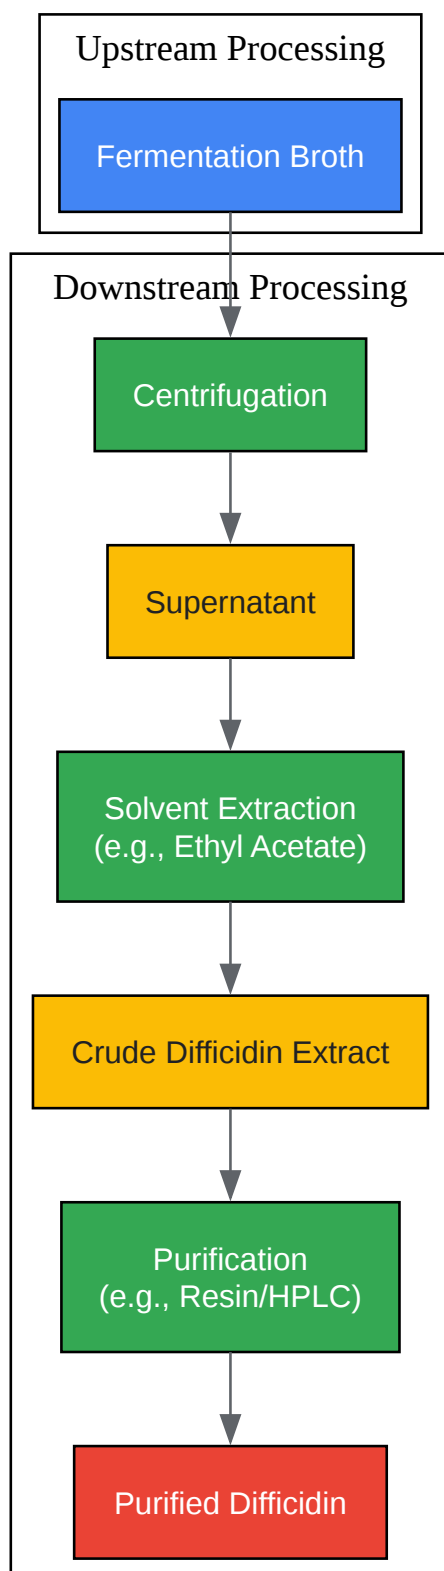 Upstream Processing
Fermentation Broth
Downstream Processing
Centrifugation
Supernatant
Solvent Extraction
(e.g., Ethyl Acetate)
Crude Difficidin Extract
Purification
(e.g., Resin/HPLC)
Purified Difficidin